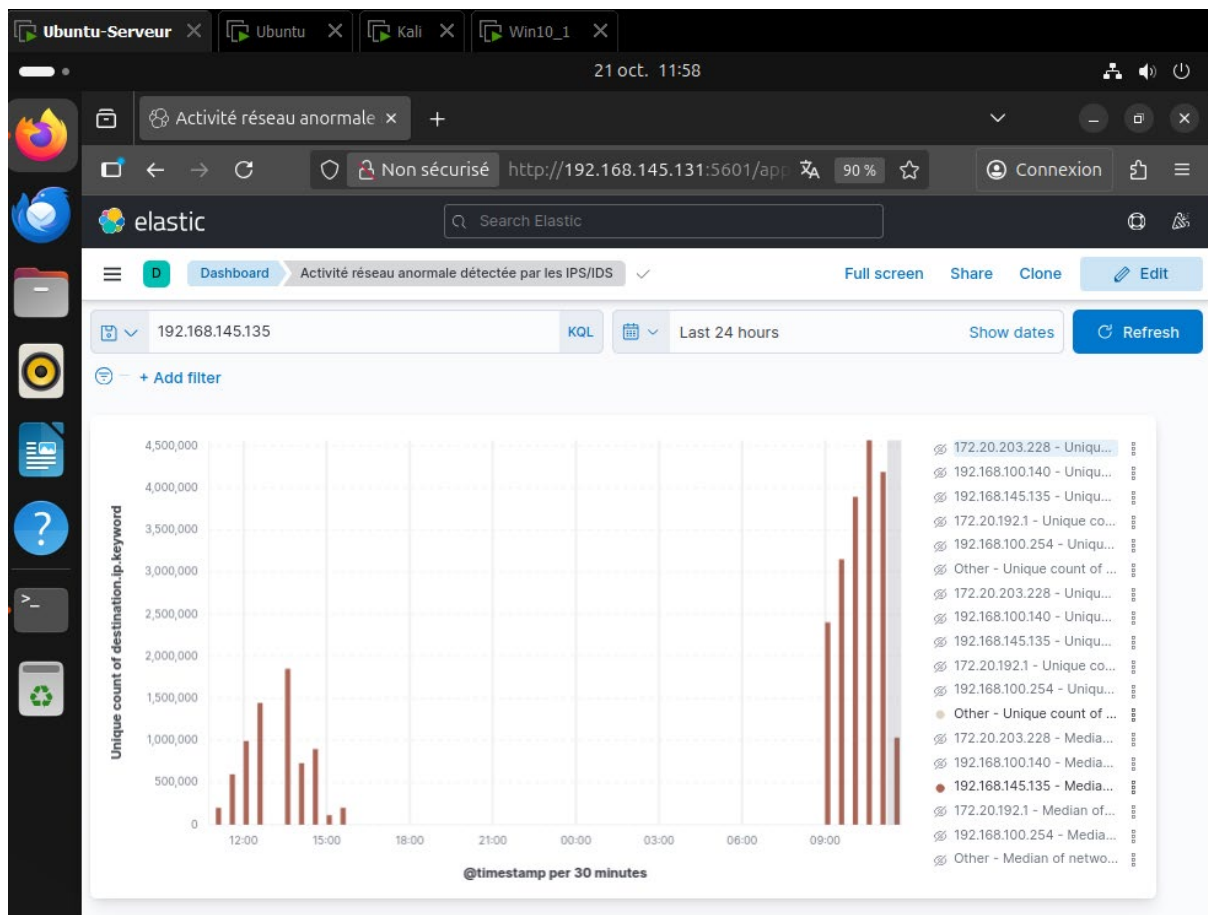 Ubuntu-Serveur
Ubuntu
Kali
Win10_1
21 oct. 11:58
Activité réseau anormale
Non sécurisé
http://192.168.145.131:5601/app
90 %
Connexion
elastic
Search Elastic
D
Dashboard
Activité réseau anormale détectée par les IPS/IDS
Full screen
Share
Clone
Edit
192.168.145.135
KQL
Last 24 hours
Show dates
Refresh
+ Add filter
Unique count of destination.ip.keyword
4,500,000
4,000,000
3,500,000
3,000,000
2,500,000
2,000,000
1,500,000
1,000,000
500,000
0
12:00
15:00
18:00
21:00
00:00
03:00
06:00
09:00
@timestamp per 30 minutes
172.20.203.228 - Uniqu...
192.168.100.140 - Uniqu...
192.168.145.135 - Uniqu...
172.20.192.1 - Unique co...
192.168.100.254 - Uniqu...
Other - Unique count of ...
172.20.203.228 - Uniqu...
192.168.100.140 - Uniqu...
192.168.145.135 - Uniqu...
172.20.192.1 - Unique co...
192.168.100.254 - Uniqu...
Other - Unique count of ...
172.20.203.228 - Media...
192.168.100.140 - Media...
192.168.145.135 - Media...
172.20.192.1 - Median of...
192.168.100.254 - Media...
Other - Median of netwo...